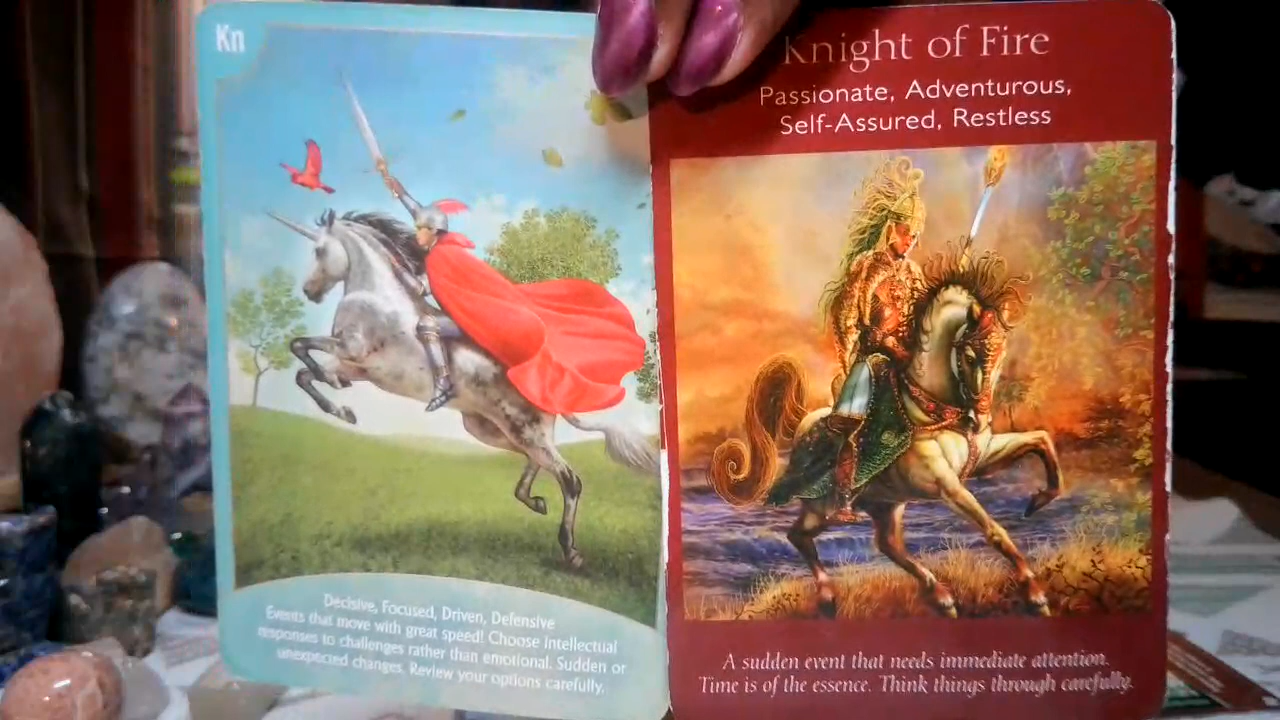 Kn
Decisive, Focused, Driven, Defensive
Events that move with great speed! Choose intellectual
responses to challenges rather than emotional. Sudden or
unexpected changes. Review your options carefully.
Knight of Fire
Passionate, Adventurous,
Self-Assured, Restless
A sudden event that needs immediate attention.
Time is of the essence. Think things through carefully.